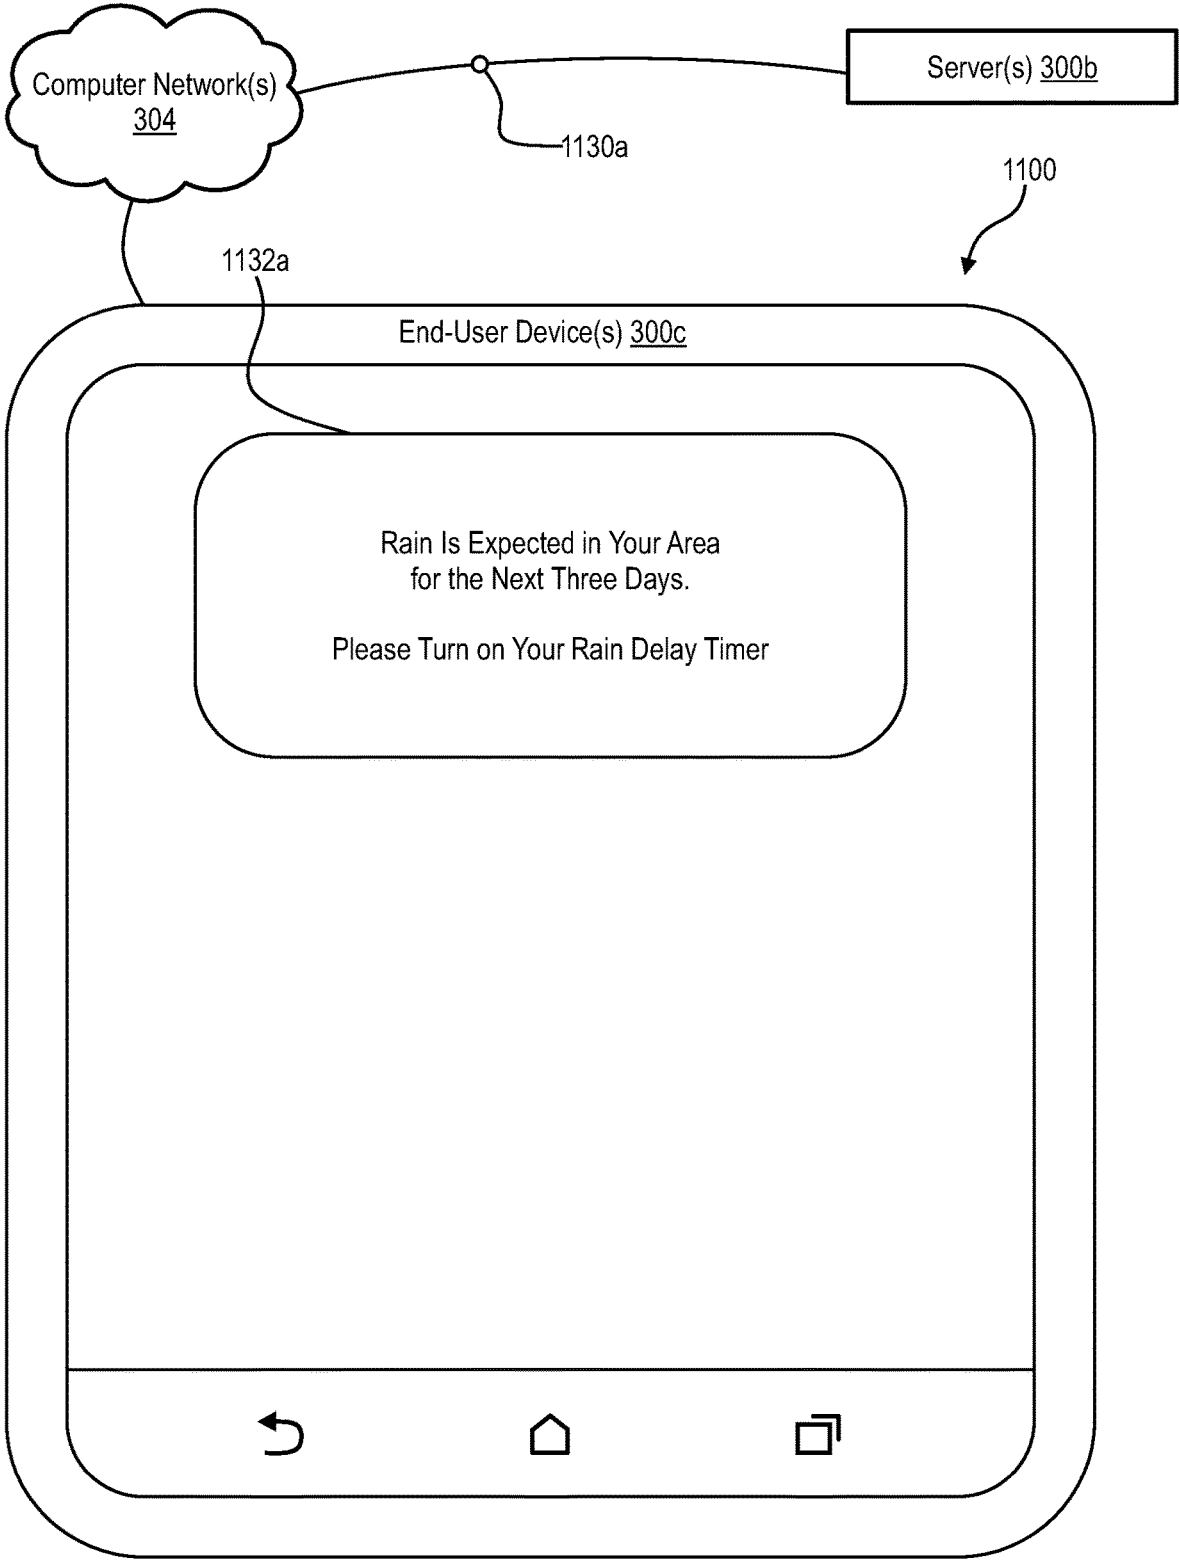 Computer Network(s)
304
Server(s) 300b
1130a
1100
1132a
End-User Device(s) 300c
Rain Is Expected in Your Area
for the Next Three Days.
Please Turn on Your Rain Delay Timer